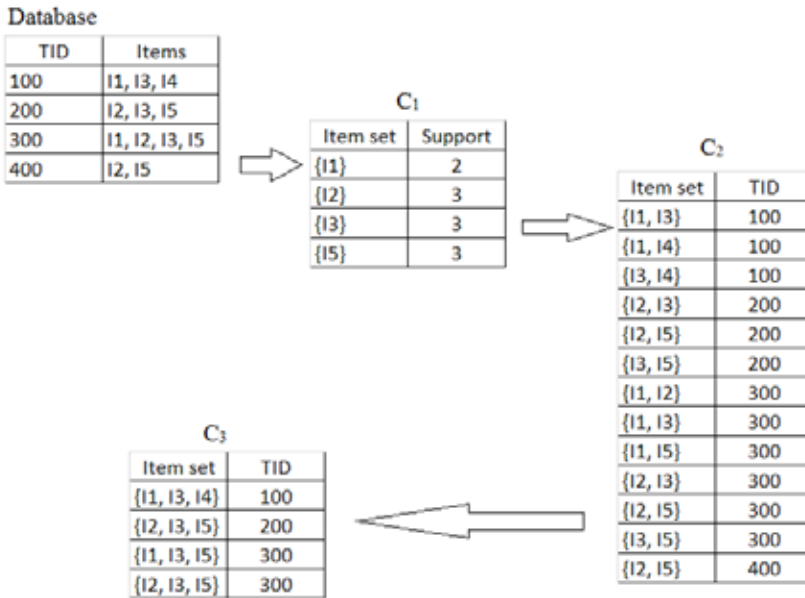 Database
TID Items
100 I1, I3, I4
200 I2, I3, I5
300 I1, I2, I3, I5
400 I2, I5
C1
Item set Support
{I1} 2
{I2} 3
{I3} 3
{I5} 3
C2
Item set TID
{I1, I3} 100
{I1, I4} 100
{I3, I4} 100
{I2, I3} 200
{I2, I5} 200
{I3, I5} 200
{I1, I2} 300
{I1, I3} 300
{I1, I5} 300
{I2, I3} 300
{I2, I5} 300
{I3, I5} 300
{I2, I5} 400
C3
Item set TID
{I1, I3, I4} 100
{I2, I3, I5} 200
{I1, I3, I5} 300
{I2, I3, I5} 300